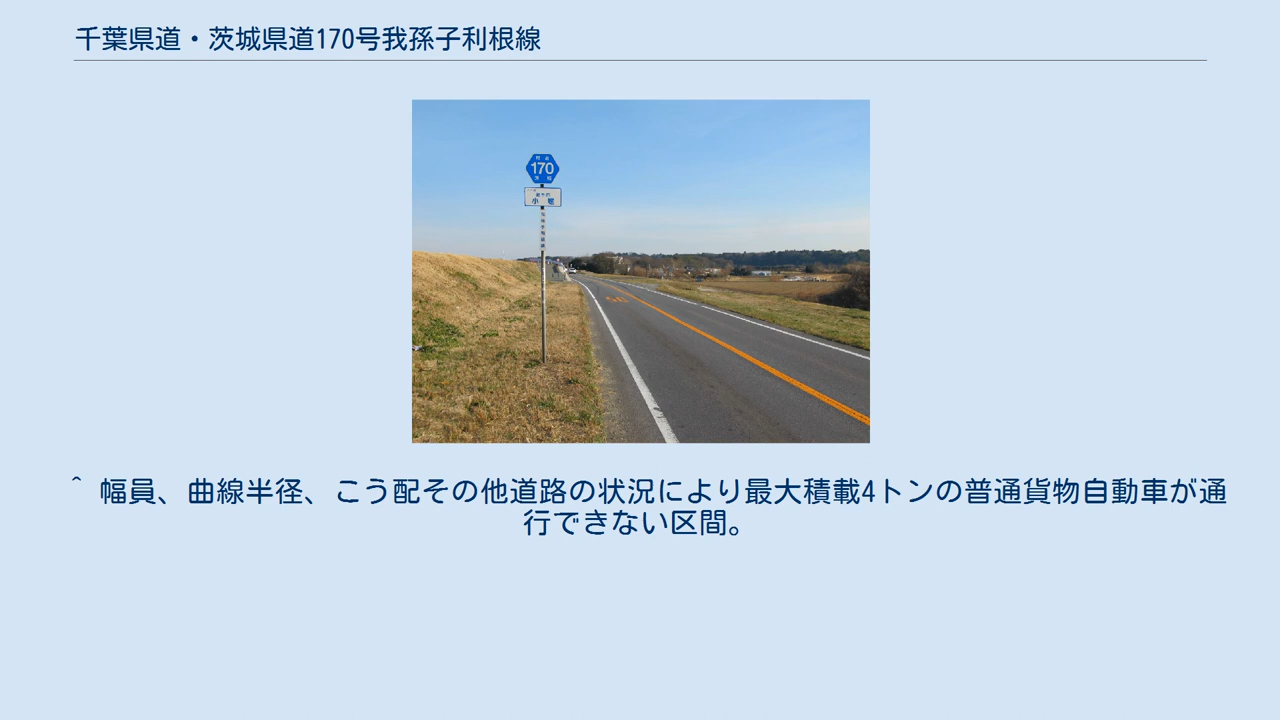 千葉県道・茨城県道170号我孫子利根線
170
小堀
^ 幅員、曲線半径、こう配その他道路の状況により最大積載4トンの普通貨物自動車が通
行できない区間。